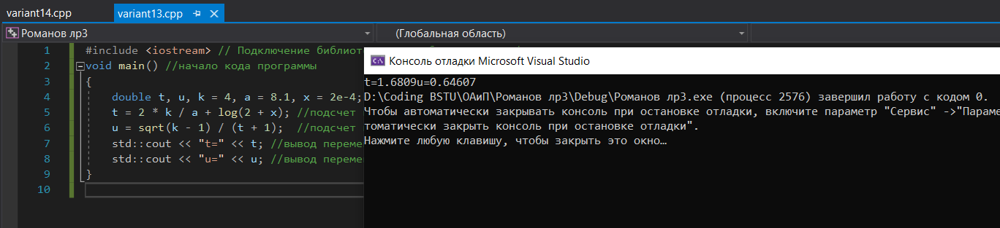 variant14.cpp variant13.cpp
Романов лр3 (Глобальная область)
1 #include <iostream> // Подключение
2 void main() //начало кода программы
3 {
4 double t, u, k = 4, a = 8.1, x = 2e-4;
5 t = 2 * k / a + log(2 + x); //подсчет
6 u = sqrt(k - 1) / (t + 1); //подсчет
7 std::cout << "t=" << t; //вывод
8 std::cout << "u=" << u; //вывод
9 }
10
Консоль отладки Microsoft Visual Studio
t=1.6809u=0.64607
D:\Coding BSTU\ОАиП\Романов лр3\Debug\Романов лр3.exe (процесс 2576) завершил работу с кодом 0.
Чтобы автоматически закрывать консоль при остановке отладки, включите параметр "Сервис" ->"Параме
томатически закрыть консоль при остановке отладки".
Нажмите любую клавишу, чтобы закрыть это окно…